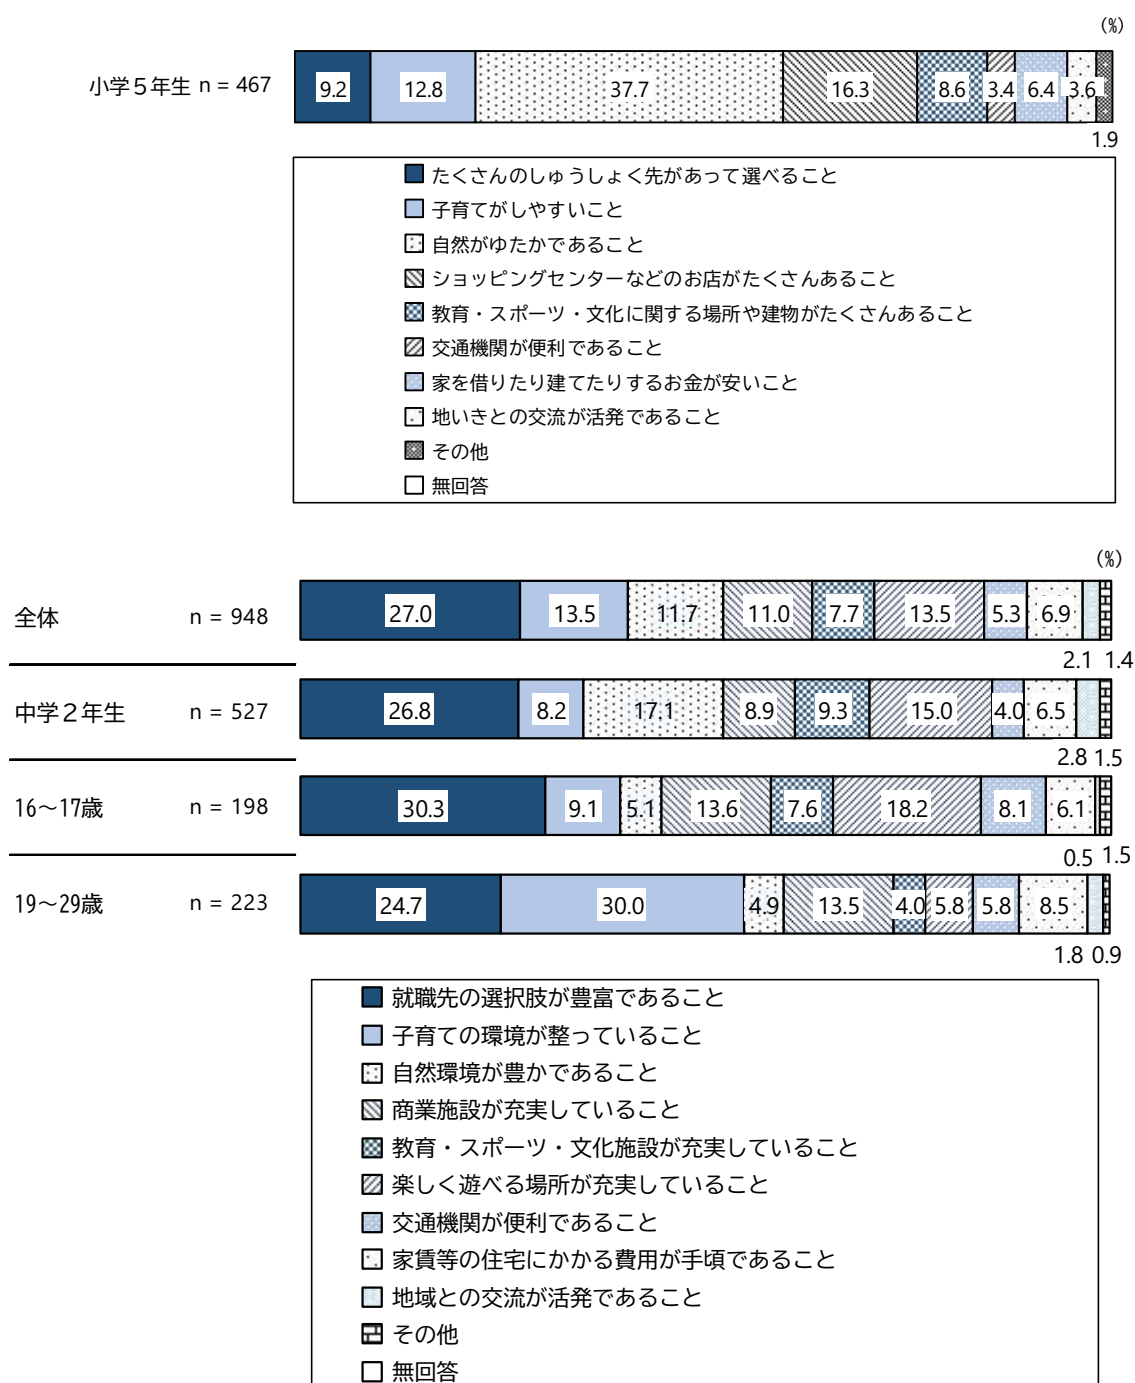 (%)
小学５年生 n = 467 9.2 12.8 37.7 16.3 8.6 3.4 6.4 3.6
1.9
たくさんのしゅうしょく先があって選べること
子育てがしやすいこと
自然がゆたかであること
ショッピングセンターなどのお店がたくさんあること
教育・スポーツ・文化に関する場所や建物がたくさんあること
交通機関が便利であること
家を借りたり建てたりするお金が安いこと
地いきとの交流が活発であること
その他
無回答
(%)
全体 n = 948 27.0 13.5 11.7 11.0 7.7 13.5 5.3 6.9
2.1 1.4
中学２年生 n = 527 26.8 8.2 17.1 8.9 9.3 15.0 4.0 6.5
2.8 1.5
16～17歳 n = 198 30.3 9.1 5.1 13.6 7.6 18.2 8.1 6.1
0.5 1.5
19～29歳 n = 223 24.7 30.0 4.9 13.5 4.0 5.8 5.8 8.5
1.8 0.9
就職先の選択肢が豊富であること
子育ての環境が整っていること
自然環境が豊かであること
商業施設が充実していること
教育・スポーツ・文化施設が充実していること
楽しく遊べる場所が充実していること
交通機関が便利であること
家賃等の住宅にかかる費用が手頃であること
地域との交流が活発であること
その他
無回答